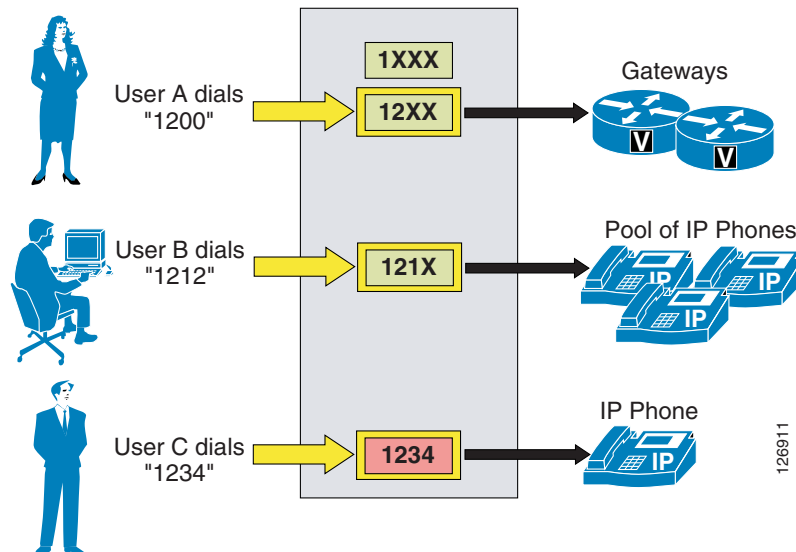 1XXX
User A dials
"1200"
12XX
Gateways
V
V
User B dials
"1212"
121X
Pool of IP Phones
IP
IP
IP
User C dials
"1234"
1234
IP Phone
IP
126911